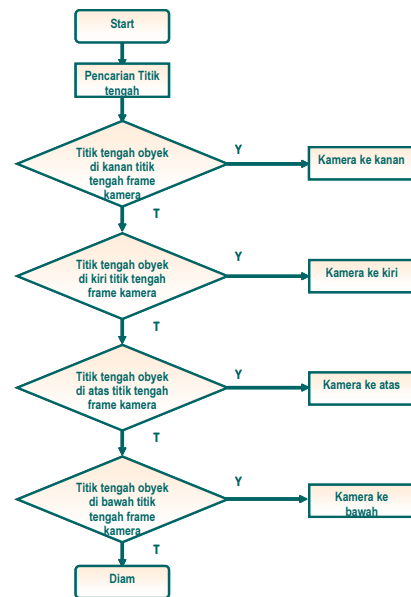 Start
Pencarian Titik
tengah
Titik tengah obyek
di kanan titik
tengah frame
kamera
Y
Kamera ke kanan
T
Titik tengah obyek
di kiri titik tengah
frame kamera
Y
Kamera ke kiri
T
Titik tengah obyek
di atas titik tengah
frame kamera
Y
Kamera ke atas
T
Titik tengah obyek
di bawah titik
tengah frame
kamera
Y
Kamera ke
bawah
T
Diam